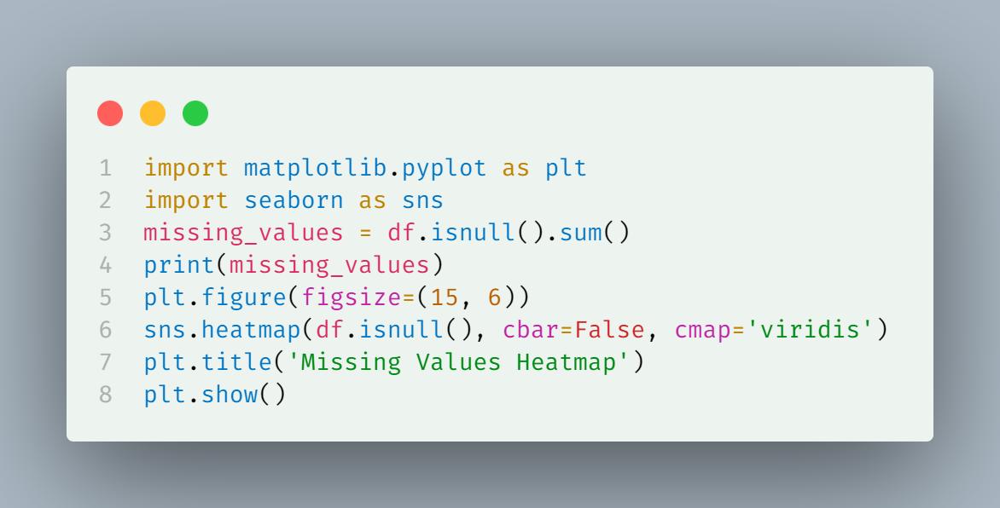 1 import matplotlib.pyplot as plt
2 import seaborn as sns
3 missing_values = df.isnull().sum()
4 print(missing_values)
5 plt.figure(figsize=(15, 6))
6 sns.heatmap(df.isnull(), cbar=False, cmap='viridis')
7 plt.title('Missing Values Heatmap')
8 plt.show()